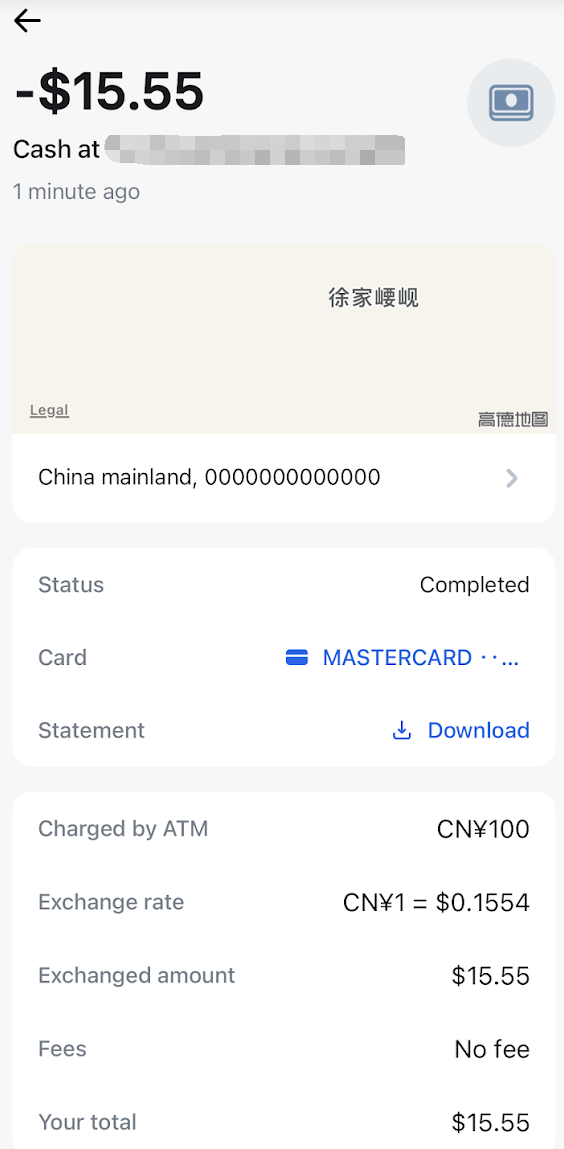 -$15.55
Cash at
1 minute ago
徐家崾岘
Legal
高德地图
China mainland, 0000000000000
Status Completed
Card MASTERCARD ··...
Statement Download
Charged by ATM CN¥100
Exchange rate CN¥1 = $0.1554
Exchanged amount $15.55
Fees No fee
Your total $15.55